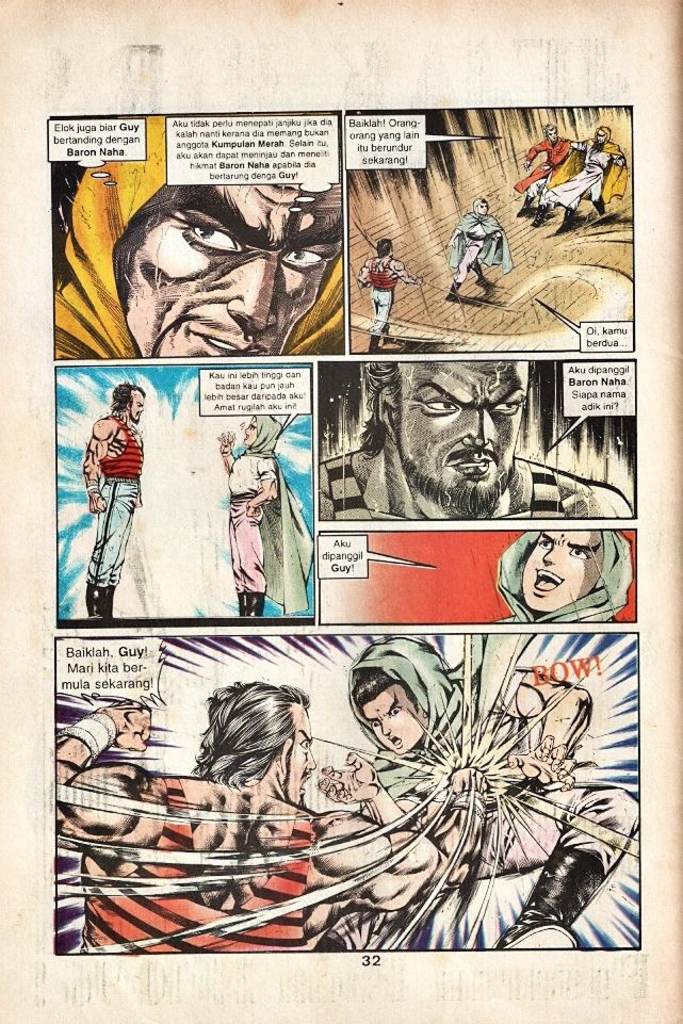 Elok juga biar Guy
bertanding dengan
Baron Naha.
Aku tidak perlu menepati janjiku jika dia
kalah nanti kerana dia memang bukan
anggota Kumpulan Merah. Selain itu,
aku akan dapat meninjau dan meneliti
hikmat Baron Naha apabila dia
bertarung denga Guy!
Baiklah! Orang-
orang yang lain
itu berundur
sekarang!
Oi, kamu
berdua...
Kau ini lebih tinggi dan
badan kau pun jauh
lebih besar daripada aku!
Amat rugilah aku ini!
Aku dipanggil
Baron Naha.
Siapa nama
adik ini?
Aku
dipanggil
Guy!
Baiklah, Guy!
Mari kita ber-
mula sekarang!
BOW!
32